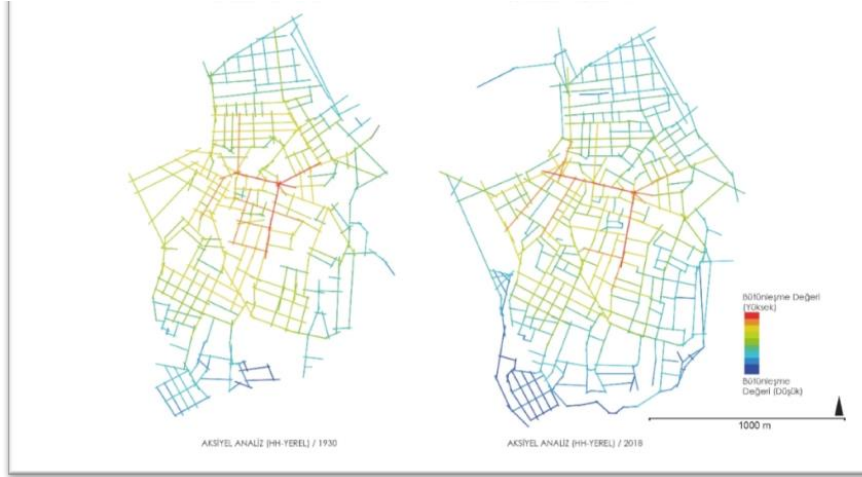 Bütünleşme Değeri
(Yüksek)
Bütünleşme
Değeri (Düşük)
1000 m
AKSİYEL ANALİZ (HH-YEREL) / 1930
AKSİYEL ANALİZ (HH-YEREL) / 2018